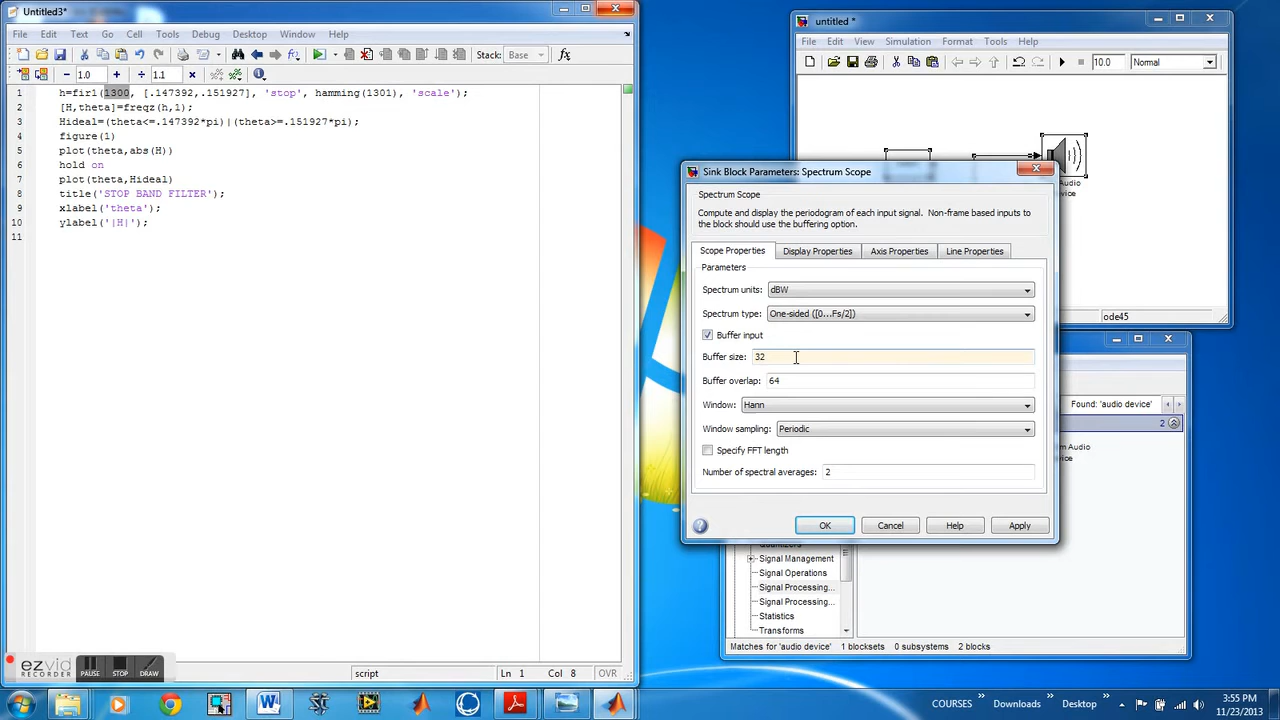 Untitled3*
File Edit Text Go Cell Tools Debug Desktop Window Help
Stack: Base fx
1.0 1.1
1 h=fir1(1300, [.147392,.151927], 'stop', hamming(1301), 'scale');
2 [H,theta]=freqz(h,1);
3 Hideal=(theta<=.147392*pi)|(theta>=.151927*pi);
4 figure(1)
5 plot(theta,abs(H))
6 hold on
7 plot(theta,Hideal)
8 title('STOP BAND FILTER');
9 xlabel('theta');
10 ylabel('|H|');
11
script Ln 1 Col 8 OVR
ezvid
RECORDER
PAUSE STOP DRAW
untitled *
File Edit View Simulation Format Tools Help
10.0 Normal
Audio
ode45
Sink Block Parameters: Spectrum Scope
Spectrum Scope
Compute and display the periodogram of each input signal. Non-frame based inputs to
the block should use the buffering option.
Scope Properties Display Properties Axis Properties Line Properties
Parameters
Spectrum units: dBW
Spectrum type: One-sided ([0...Fs/2])
Buffer input
Buffer size: 32
Buffer overlap: 64
Window: Hann
Window sampling: Periodic
Specify FFT length
Number of spectral averages: 2
OK Cancel Help Apply
Found: 'audio device'
2
Audio
Signal Management
Signal Operations
Signal Processing...
Signal Processing...
Statistics
Transforms
Matches for 'audio device' 1 blocksets 0 subsystems 2 blocks
COURSES Downloads Desktop
3:55 PM
11/23/2013